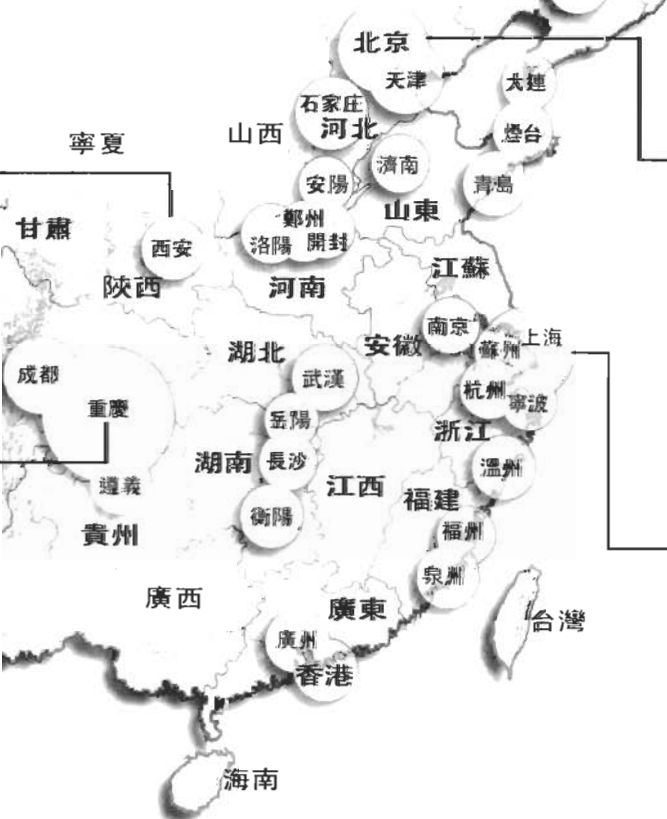 北京
天津
大連
石家庄
河北
山西
煙台
寧夏
濟南
安陽
青島
山東
鄭州
甘肅
西安
洛陽
開封
江蘇
陝西
河南
南京
上海
安徽
蘇州
湖北
成都
武漢
杭州
寧波
重慶
岳陽
浙江
湖南
長沙
溫州
遵義
江西
福建
衡陽
貴州
福州
泉州
廣西
廣東
台灣
廣州
香港
海南